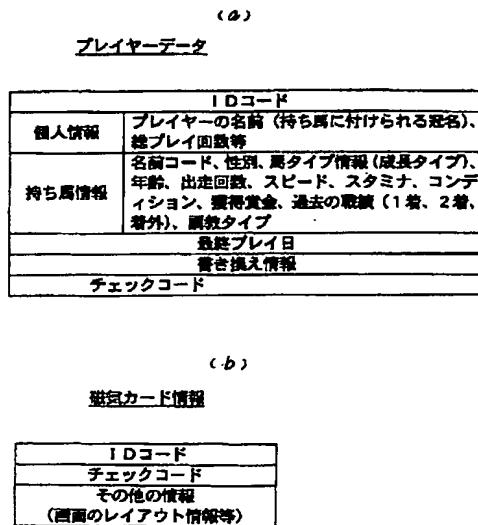 (a)
プレイヤーデータ
IDコード
個人情報
プレイヤーの名前(持ち馬に付けられる冠名)、
総プレイ回数等
持ち馬情報
名前コード、性別、馬タイプ情報(成長タイプ)、
年齢、出走回数、スピード、スタミナ、コンデ
ィション、獲得賞金、過去の戦績(1着、2着、
着外)、調教タイプ
最終プレイ日
書き換え情報
チェックコード
(b)
磁気カード情報
IDコード
チェックコード
その他の情報
(画面のレイアウト情報等)